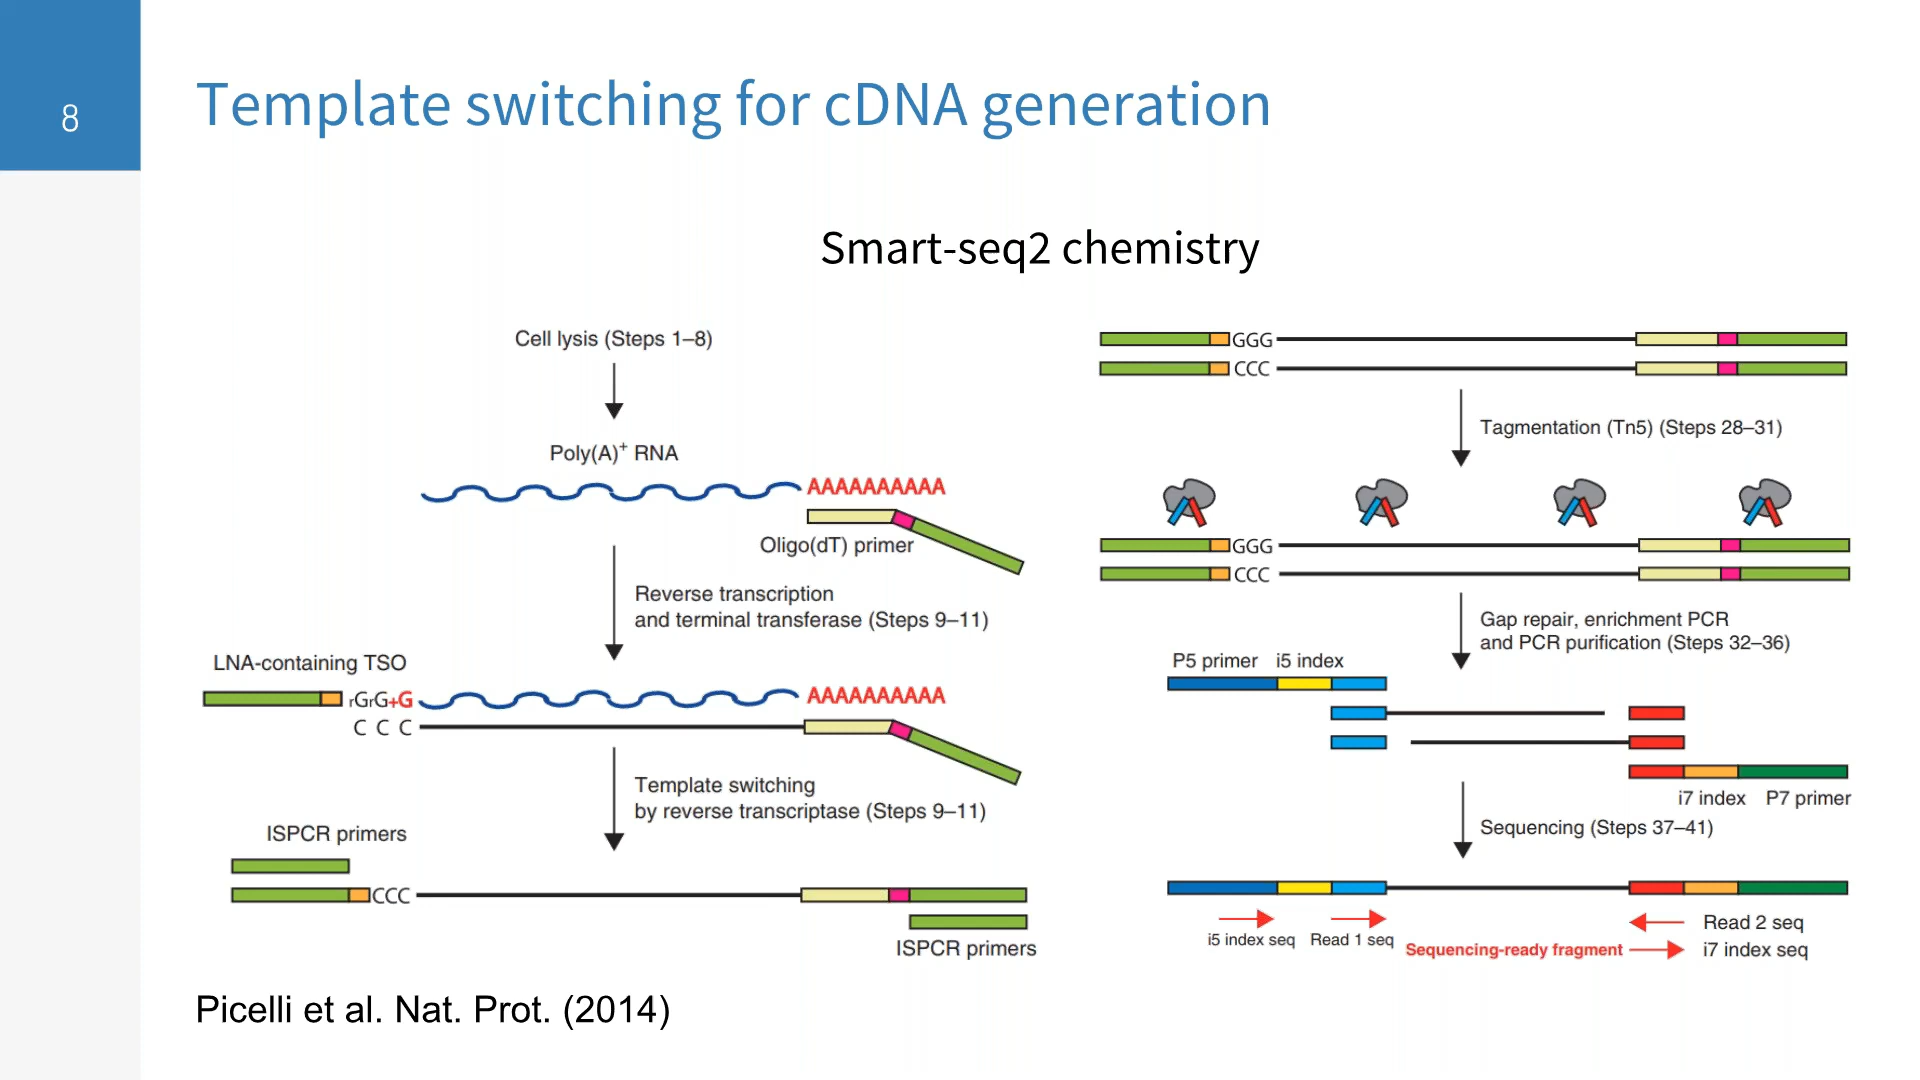 8
Template switching for cDNA generation
Smart-seq2 chemistry
Cell lysis (Steps 1–8)
Poly(A)+ RNA
AAAAAAAAAA
Oligo(dT) primer
Reverse transcription
and terminal transferase (Steps 9–11)
LNA-containing TSO
rGrG+G
AAAAAAAAAA
C C C
Template switching
by reverse transcriptase (Steps 9–11)
ISPCR primers
CCC
ISPCR primers
GGG
CCC
Tagmentation (Tn5) (Steps 28–31)
GGG
CCC
Gap repair, enrichment PCR
and PCR purification (Steps 32–36)
P5 primer i5 index
i7 index P7 primer
Sequencing (Steps 37–41)
i5 index seq Read 1 seq
Read 2 seq
Sequencing-ready fragment
i7 index seq
Picelli et al. Nat. Prot. (2014)